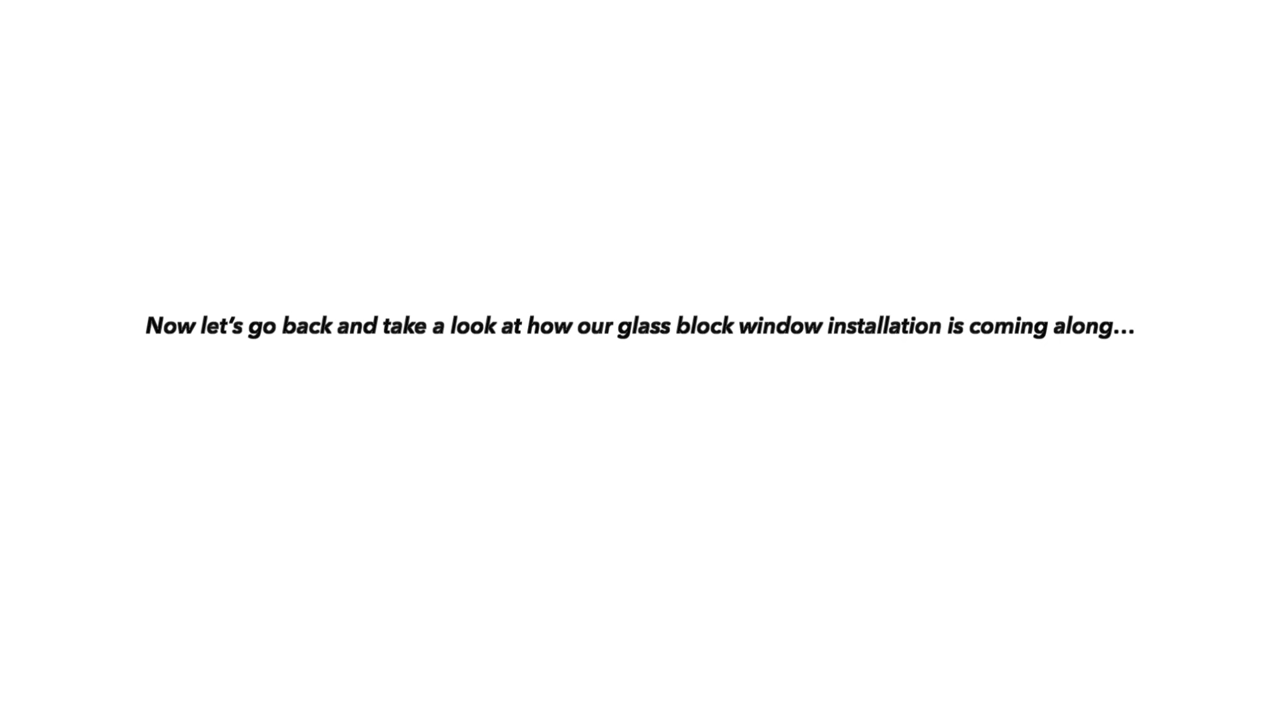 Now let’s go back and take a look at how our glass block window installation is coming along…